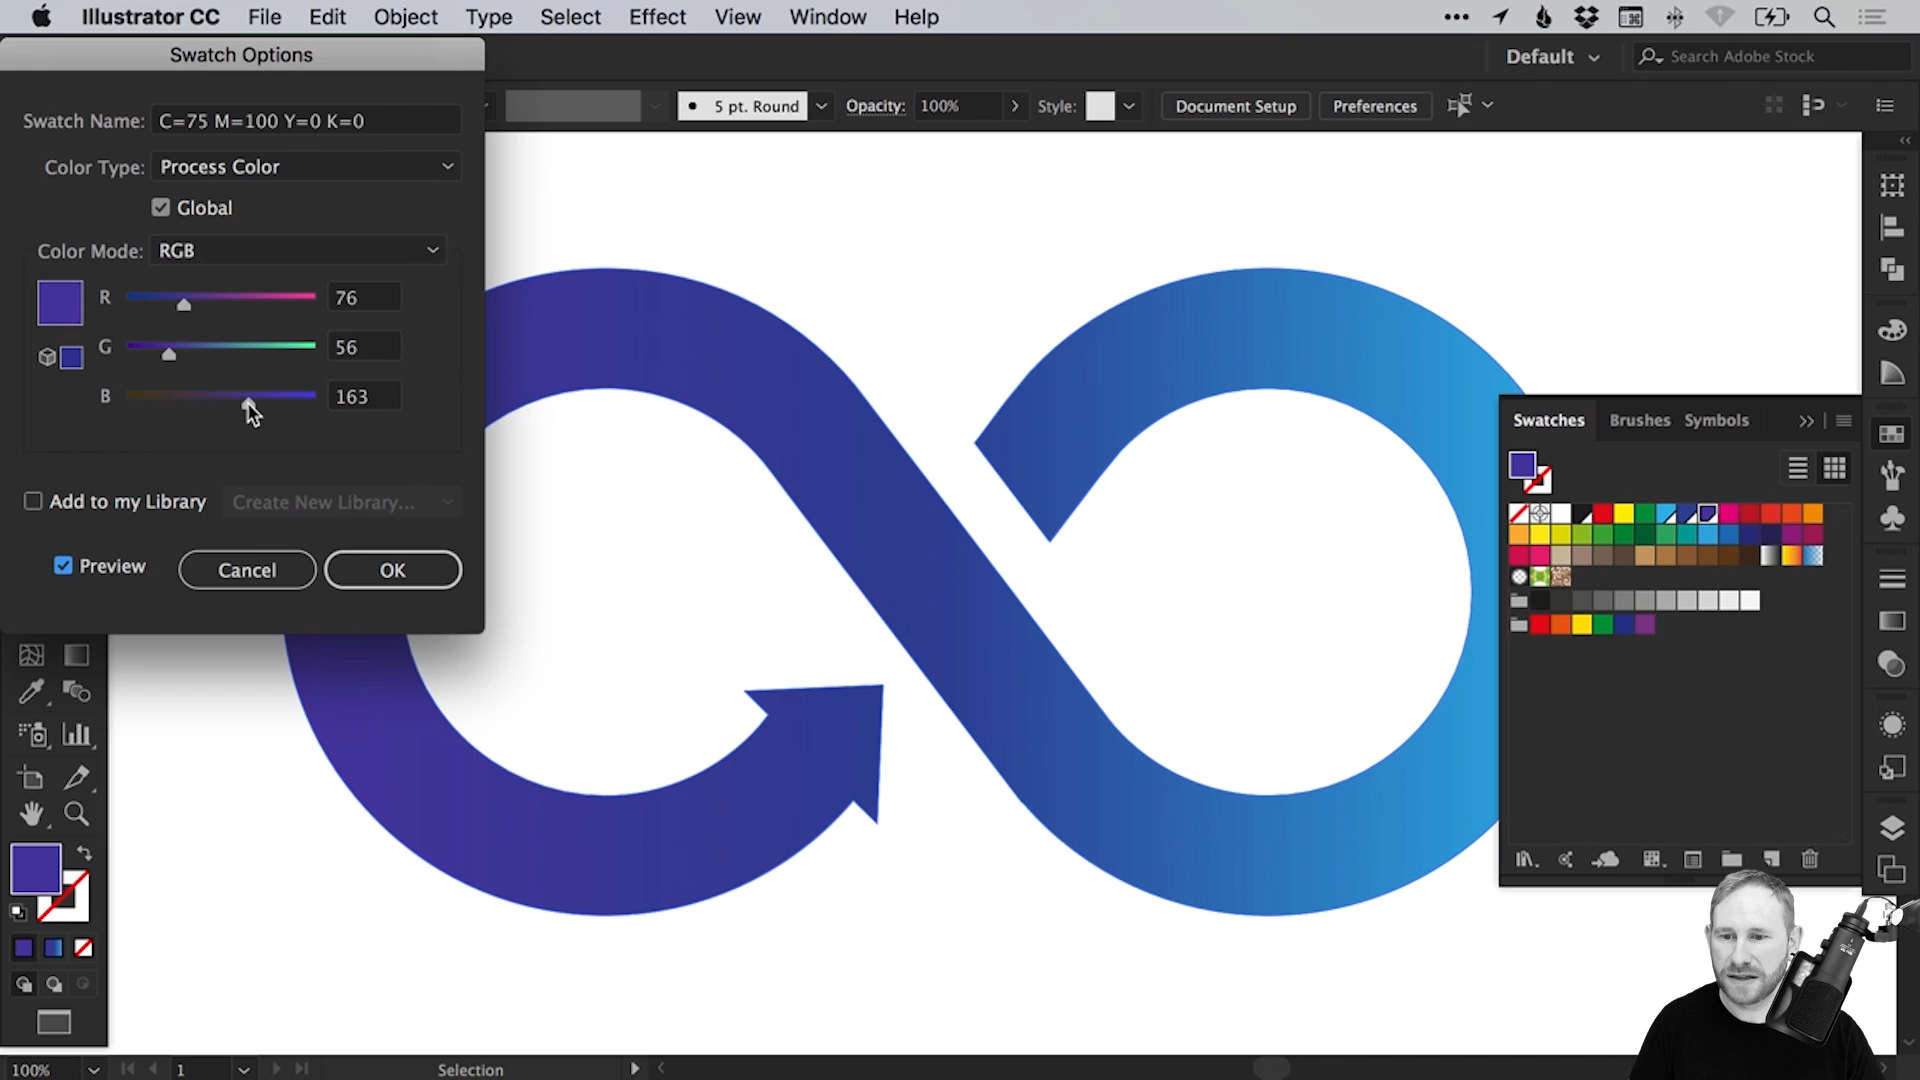 Illustrator CC File Edit Object Type Select Effect View Window Help
Swatch Options
Default
Search Adobe Stock
5 pt. Round Opacity: 100% Style: Document Setup Preferences
Swatch Name: C=75 M=100 Y=0 K=0
Color Type: Process Color
Global
Color Mode: RGB
R 76
G 56
B 163
Add to my Library Create New Library...
Preview Cancel OK
Swatches Brushes Symbols
100% 1 Selection